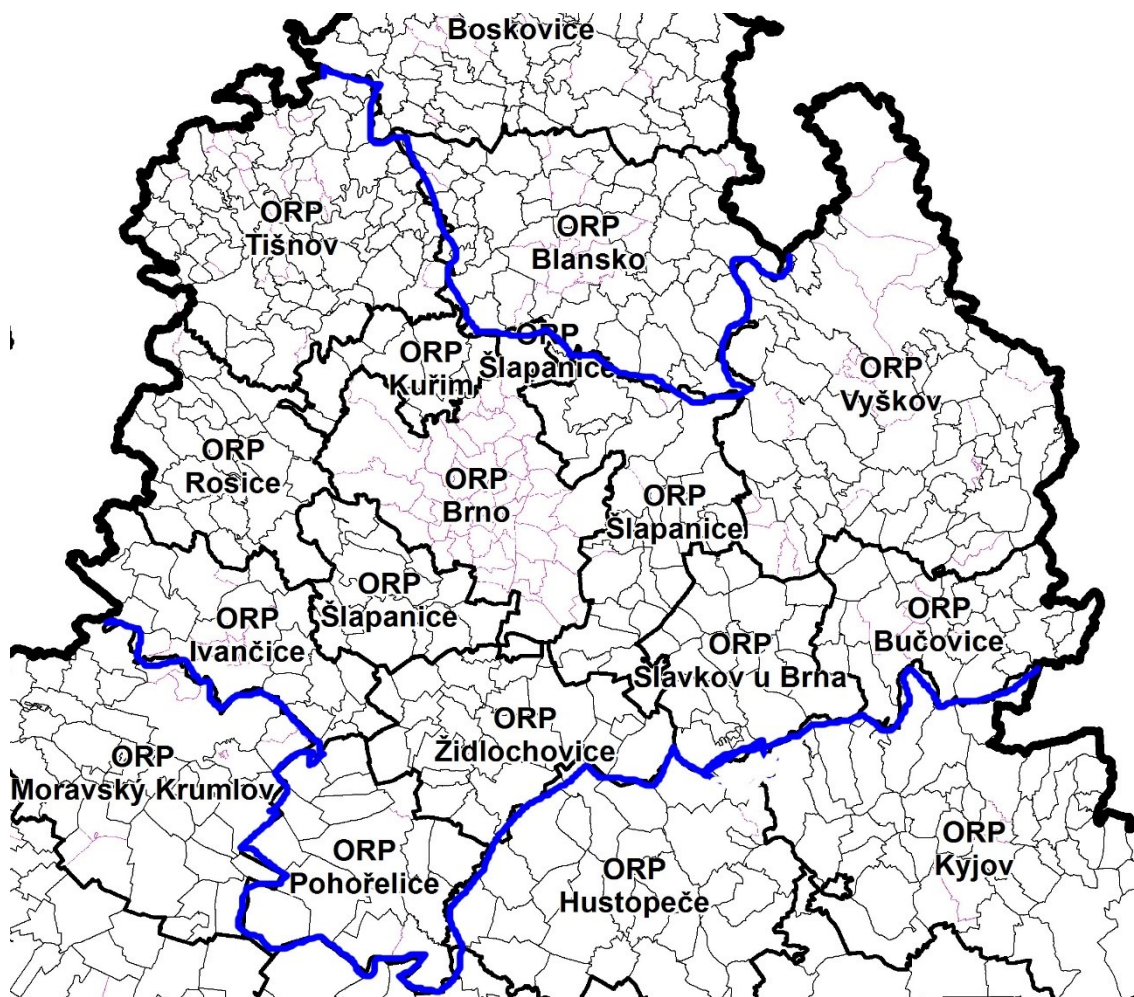 Boskovice
ORP
Tišnov
ORP
Blansko
ORP
Šlapanice
ORP
Kuřim
ORP
Vyškov
ORP
Rosice
ORP
Brno
ORP
Šlapanice
ORP
Šlapanice
ORP
Ivančice
ORP
Bučovice
ORP
Slavkov u Brna
ORP
Židlochovice
ORP
Moravský Krumlov
ORP
Pohořelice
ORP
Hustopeče
ORP
Kyjov